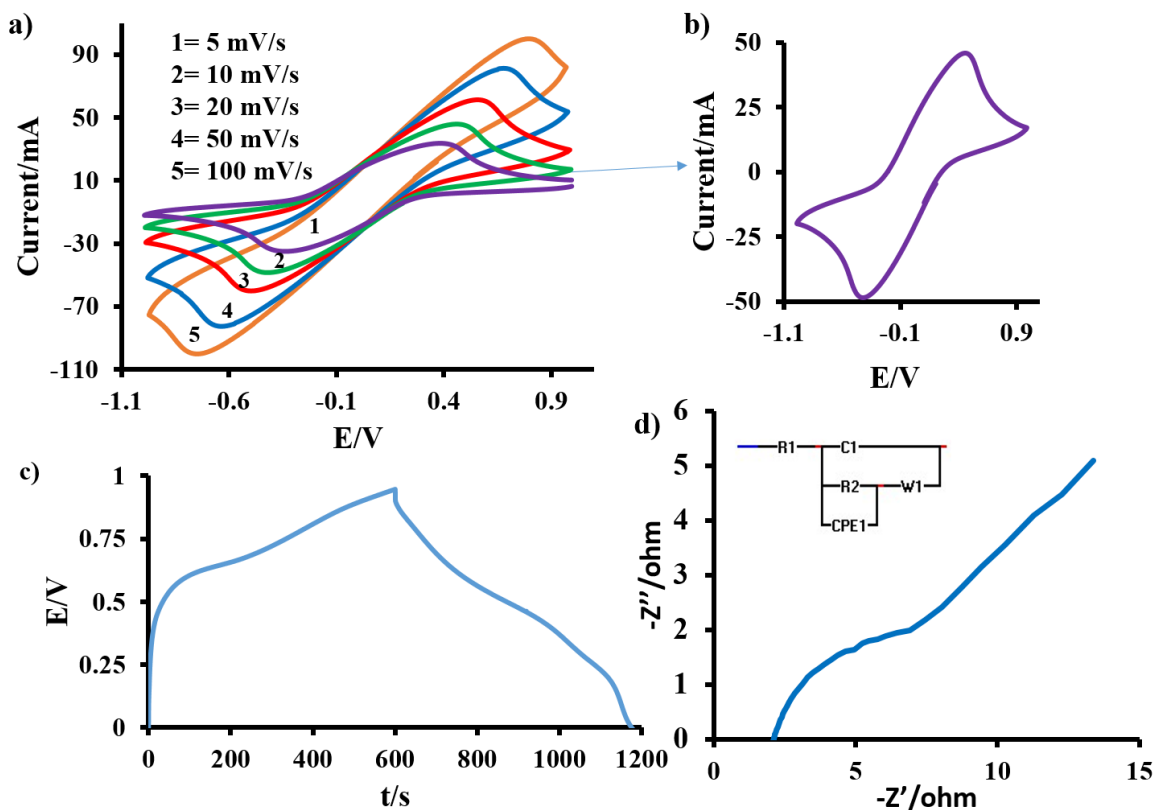 a)
1= 5 mV/s
2= 10 mV/s
3= 20 mV/s
4= 50 mV/s
5= 100 mV/s
Current/mA
90
50
10
-30
-70
-110
1
2
3
4
5
-1.1 -0.6 -0.1 0.4 0.9
E/V
b)
Current/mA
50
25
0
-25
-50
-1.1 -0.1 0.9
E/V
c)
E/V
1
0.75
0.5
0.25
0
0 200 400 600 800 1000 1200
t/s
d)
-Z''/ohm
6
5
4
3
2
1
0
R1 C1
R2 W1
CPE1
0 5 10 15
-Z'/ohm